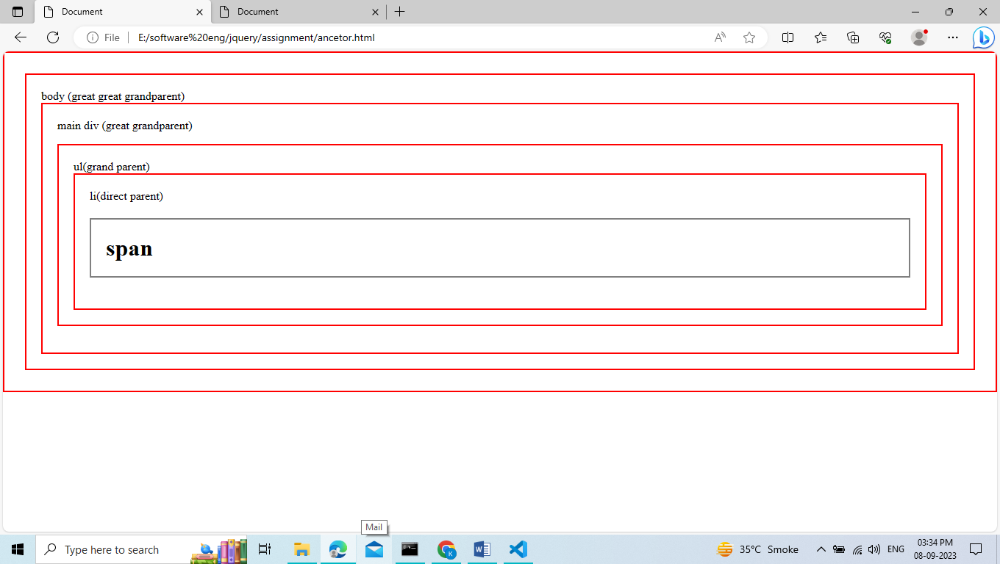 Document
Document
File
E:/software%20eng/jquery/assignment/ancetor.html
body (great great grandparent)
main div (great grandparent)
ul(grand parent)
li(direct parent)
span
Mail
Type here to search
35°C Smoke
ENG
03:34 PM
08-09-2023